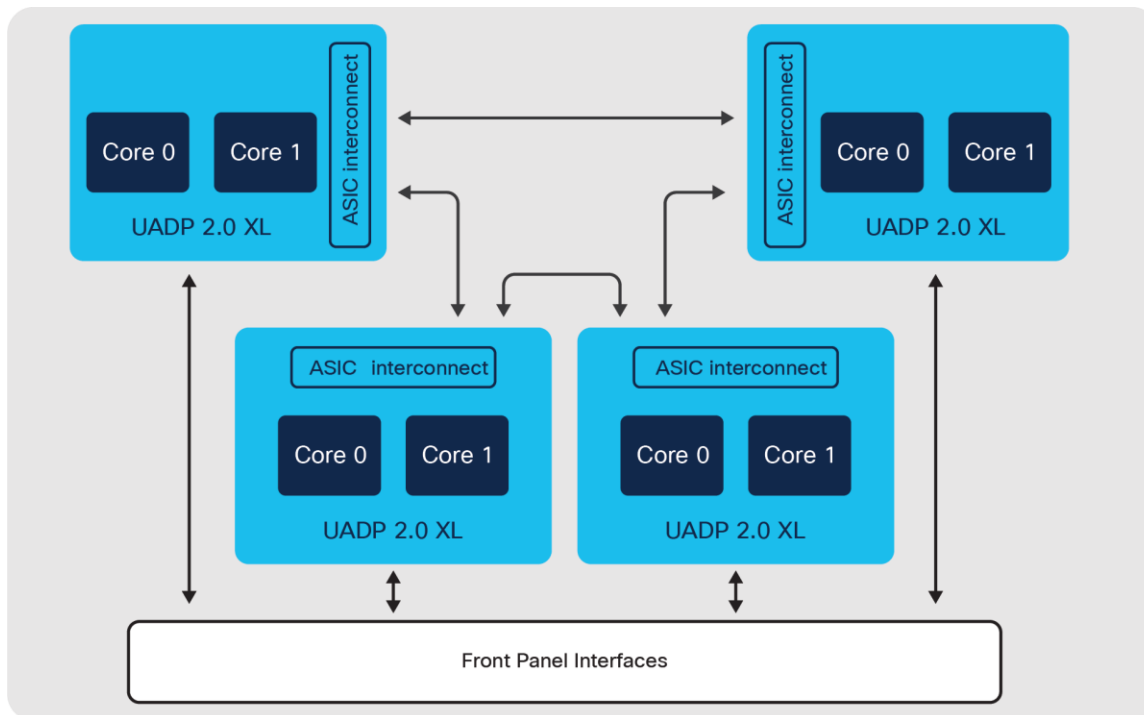 ASIC interconnect
Core 0
Core 1
UADP 2.0 XL
ASIC interconnect
Core 0
Core 1
UADP 2.0 XL
ASIC interconnect
Core 0
Core 1
UADP 2.0 XL
ASIC interconnect
Core 0
Core 1
UADP 2.0 XL
Front Panel Interfaces